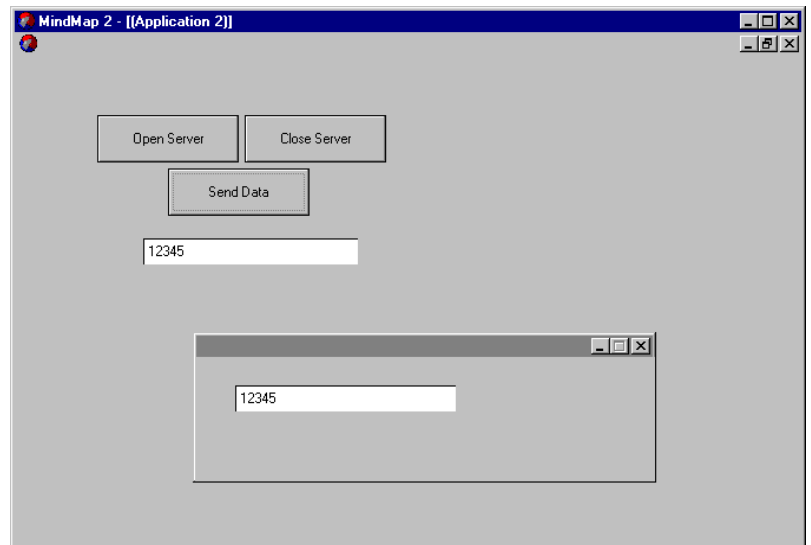 MindMap 2 - [(Application 2)]
Open Server
Close Server
Send Data
12345
12345